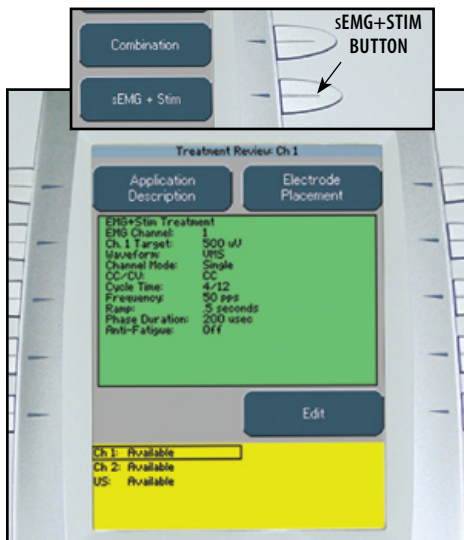 sEMG+STIM
BUTTON
Combination
sEMG + Stim
Treatment Review: Ch 1
Application
Description
Electrode
Placement
EMG+Stim Treatment
EMG Channel: 1
Ch. 1 Target: 500 uV
Waveform: VMS
Channel Mode: Single
CC/CV: CC
Cycle Time: 4/12
Frequency: 50 pps
Ramp: .5 seconds
Phase Duration: 200 usec
Anti-Fatigue: Off
Edit
Ch 1: Available
Ch 2: Available
US: Available